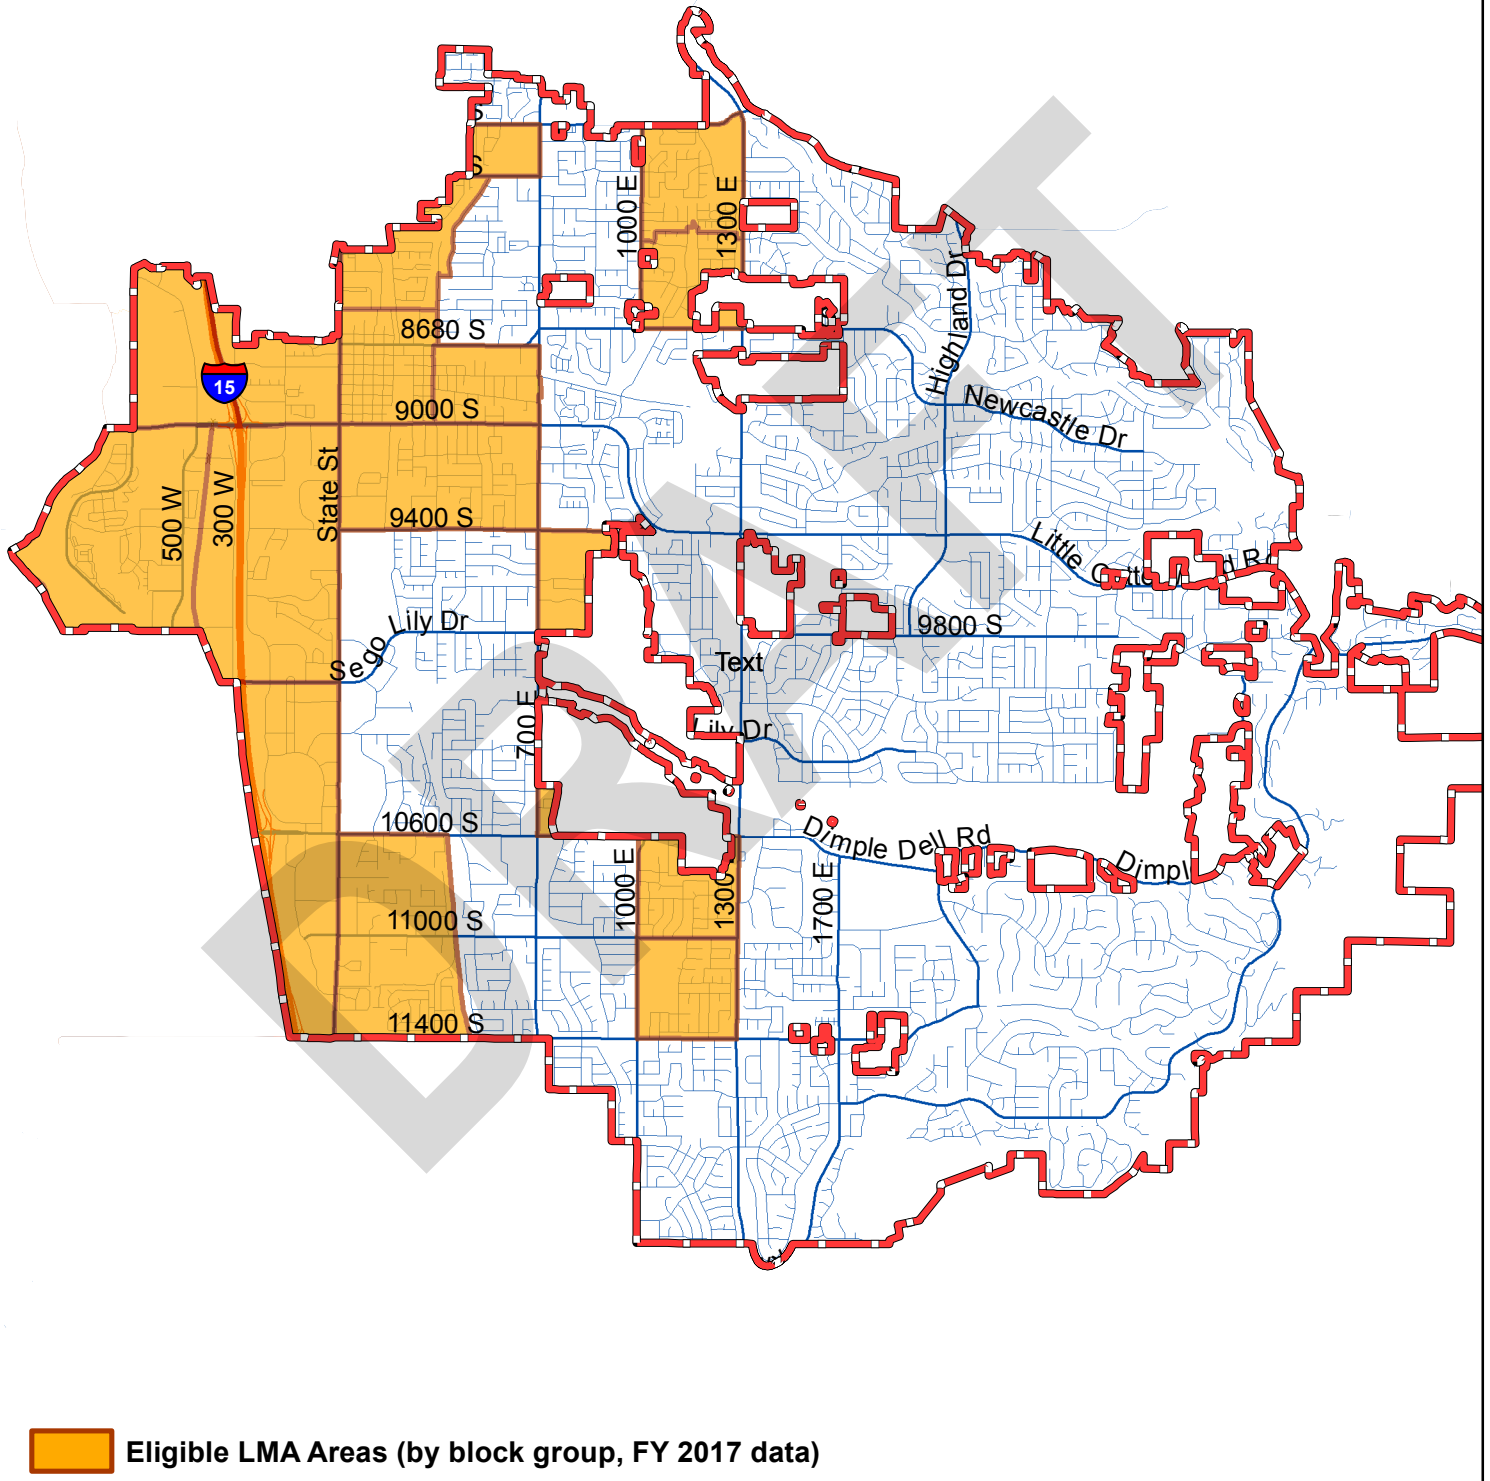 S
S
1000 E
1300 E
Highland Dr
8680 S
15
Newcastle Dr
9000 S
State St
500 W
300 W
9400 S
Little
Rd
Sego Lily Dr
9800 S
Text
700 E
Lily Dr
10600 S
Dimple Dell Rd
Dimpl
1000 E
1300
1700 E
11000 S
11400 S
DRAFT
Eligible LMA Areas (by block group, FY 2017 data)